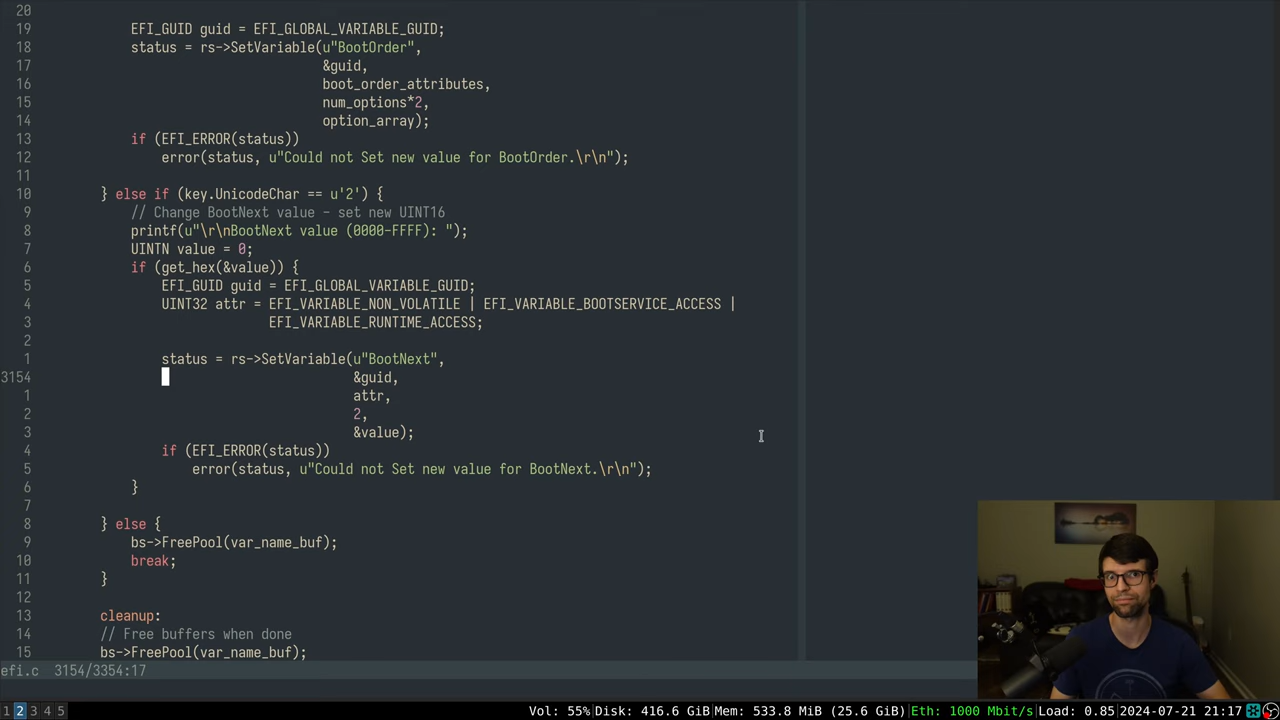 20
19 EFI_GUID guid = EFI_GLOBAL_VARIABLE_GUID;
18 status = rs->SetVariable(u"BootOrder",
17 &guid,
16 boot_order_attributes,
15 num_options*2,
14 option_array);
13 if (EFI_ERROR(status))
12 error(status, u"Could not Set new value for BootOrder.\r\n");
11
10 } else if (key.UnicodeChar == u'2') {
9 // Change BootNext value - set new UINT16
8 printf(u"\r\nBootNext value (0000-FFFF): ");
7 UINTN value = 0;
6 if (get_hex(&value)) {
5 EFI_GUID guid = EFI_GLOBAL_VARIABLE_GUID;
4 UINT32 attr = EFI_VARIABLE_NON_VOLATILE | EFI_VARIABLE_BOOTSERVICE_ACCESS |
3 EFI_VARIABLE_RUNTIME_ACCESS;
2
1 status = rs->SetVariable(u"BootNext",
3154 &guid,
1 attr,
2 2,
3 &value);
4 if (EFI_ERROR(status))
5 error(status, u"Could not Set new value for BootNext.\r\n");
6 }
7
8 } else {
9 bs->FreePool(var_name_buf);
10 break;
11 }
12
13 cleanup:
14 // Free buffers when done
15 bs->FreePool(var_name_buf);
efi.c 3154/3354:17
1 2 3 4 5 Vol: 55% Disk: 416.6 GiB Mem: 533.8 MiB (25.6 GiB) Eth: 1000 Mbit/s Load: 0.85 2024-07-21 21:17